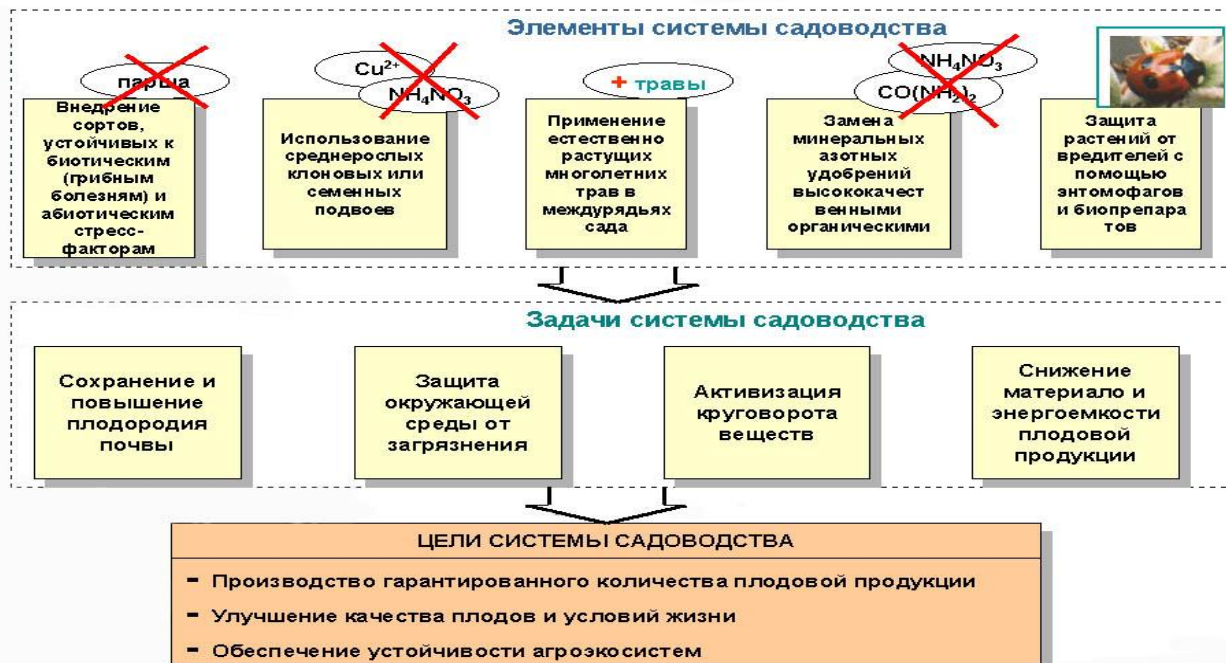 Элементы системы садоводства
парша
Внедрение
сортов,
устойчивых к
биотическим
(грибным
болезням) и
абиотическим
стресс-
факторам
Cu²⁺
NH₄NO₃
Использование
среднерослых
клоновых или
семенных
подвоев
+ травы
Применение
естественно
растущих
многолетних
трав в
междурядьях
сада
NH₄NO₃
CO(NH₂)₂
Замена
минеральных
азотных
удобрений
высококачест
венными
органическими
Защита
растений от
вредителей с
помощью
энтомофагов
и биопрепара
тов
Задачи системы садоводства
Сохранение и
повышение
плодородия
почвы
Защита
окружающей
среды от
загрязнения
Активизация
круговорота
веществ
Снижение
материало и
энергоемкости
плодовой
продукции
ЦЕЛИ СИСТЕМЫ САДОВОДСТВА
- Производство гарантированного количества плодовой продукции
- Улучшение качества плодов и условий жизни
- Обеспечение устойчивости агроэкосистем